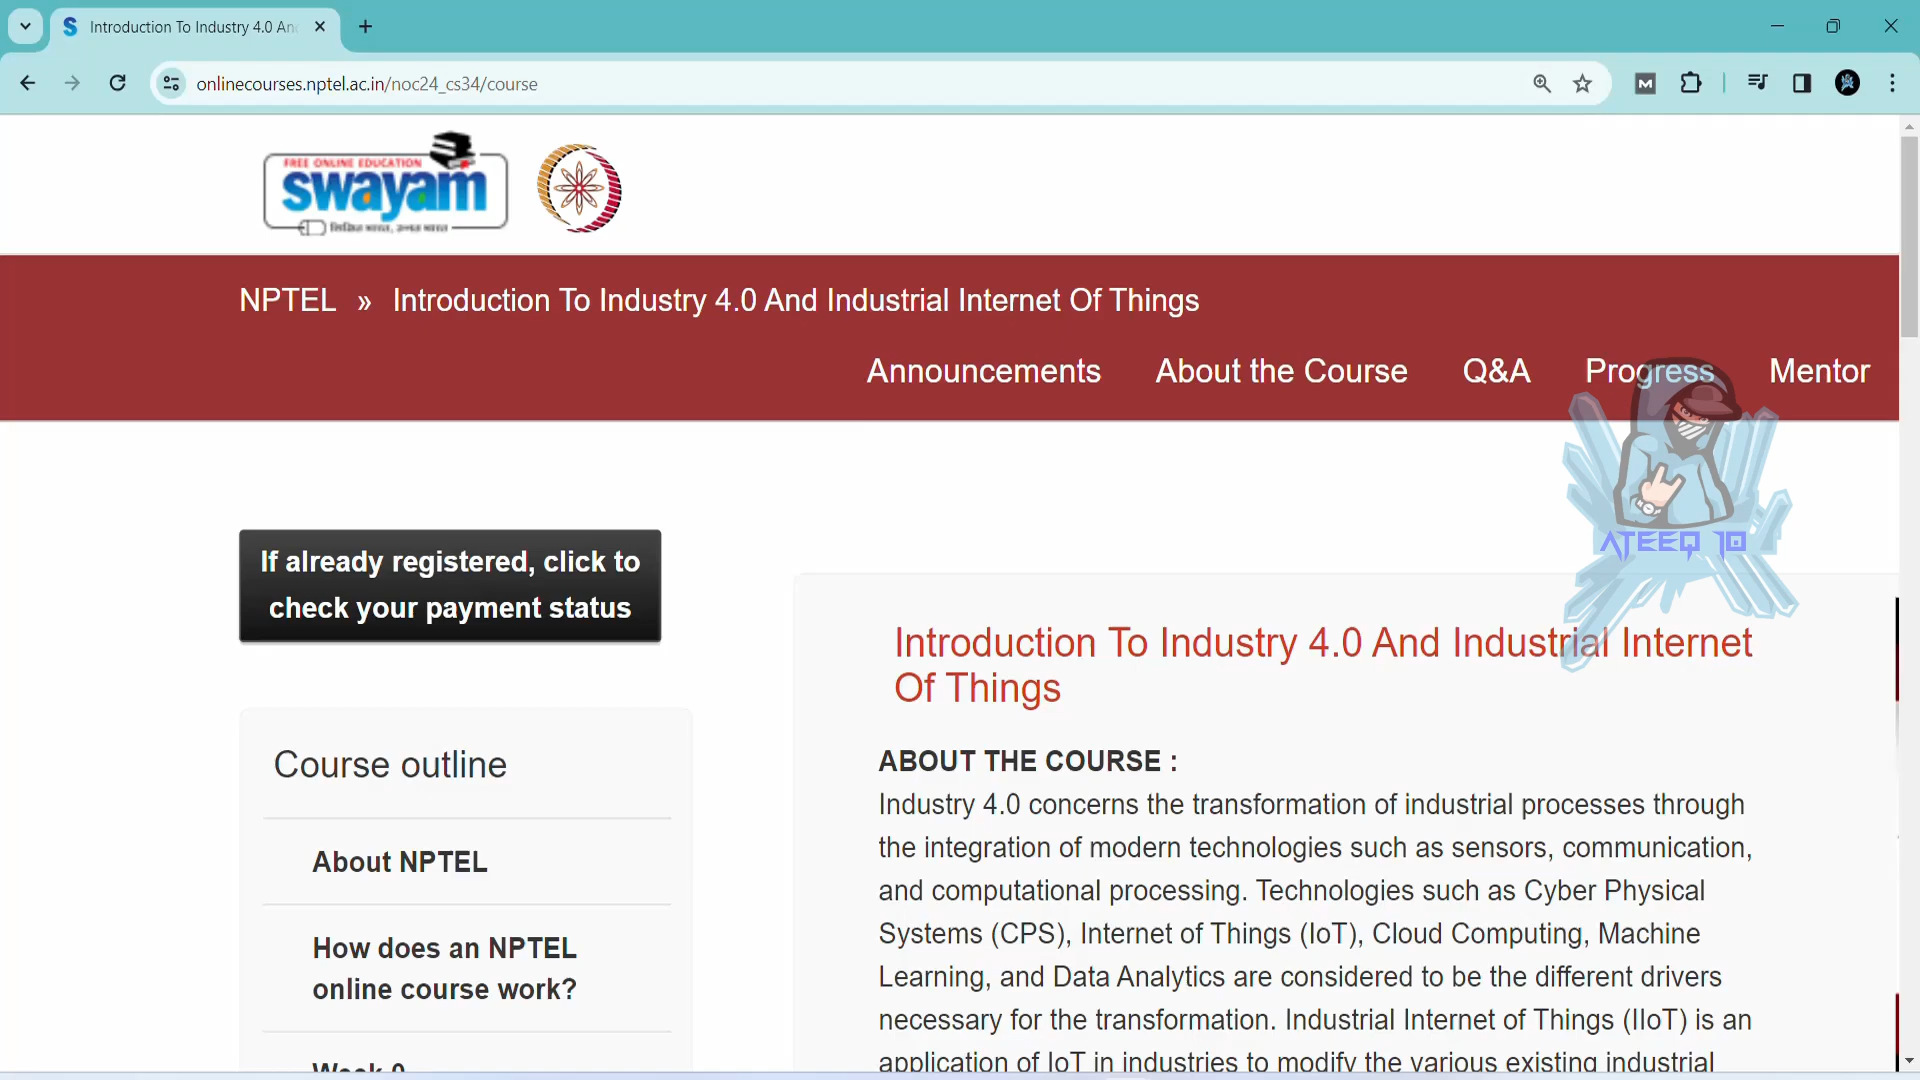 Introduction To Industry 4.0 An
onlinecourses.nptel.ac.in/noc24_cs34/course
FREE ONLINE EDUCATION
swayam
NPTEL » Introduction To Industry 4.0 And Industrial Internet Of Things
Announcements About the Course Q&A Progress Mentor
ATEEQ 10
If already registered, click to
check your payment status
Introduction To Industry 4.0 And Industrial Internet
Of Things
Course outline
About NPTEL
How does an NPTEL
online course work?
Week 0
ABOUT THE COURSE :
Industry 4.0 concerns the transformation of industrial processes through
the integration of modern technologies such as sensors, communication,
and computational processing. Technologies such as Cyber Physical
Systems (CPS), Internet of Things (IoT), Cloud Computing, Machine
Learning, and Data Analytics are considered to be the different drivers
necessary for the transformation. Industrial Internet of Things (IIoT) is an
application of IoT in industries to modify the various existing industrial